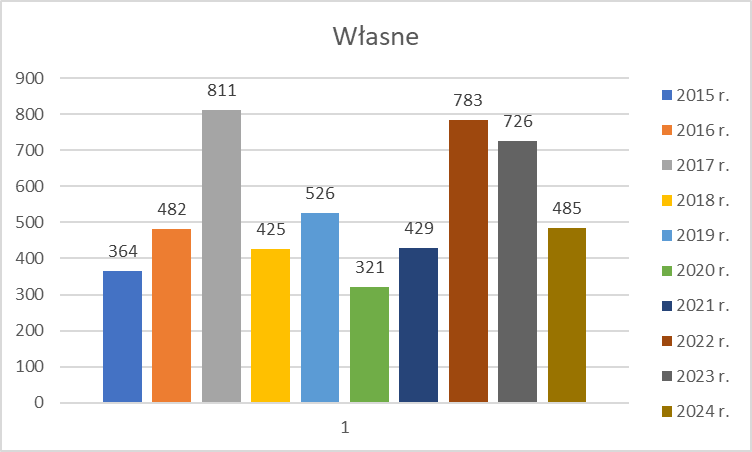 Własne
900
800
700
600
500
400
300
200
100
0
364
482
811
425
526
321
429
783
726
485
1
2015 r.
2016 r.
2017 r.
2018 r.
2019 r.
2020 r.
2021 r.
2022 r.
2023 r.
2024 r.